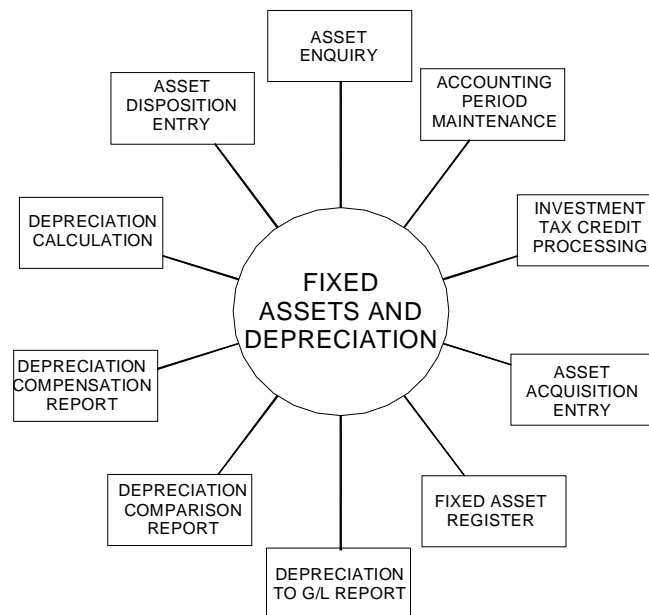 ASSET
ENQUIRY
ACCOUNTING
PERIOD
MAINTENANCE
ASSET
DISPOSITION
ENTRY
INVESTMENT
TAX CREDIT
PROCESSING
DEPRECIATION
CALCULATION
FIXED
ASSETS AND
DEPRECIATION
DEPRECIATION
COMPENSATION
REPORT
ASSET
ACQUISITION
ENTRY
DEPRECIATION
COMPARISON
REPORT
FIXED ASSET
REGISTER
DEPRECIATION
TO G/L REPORT